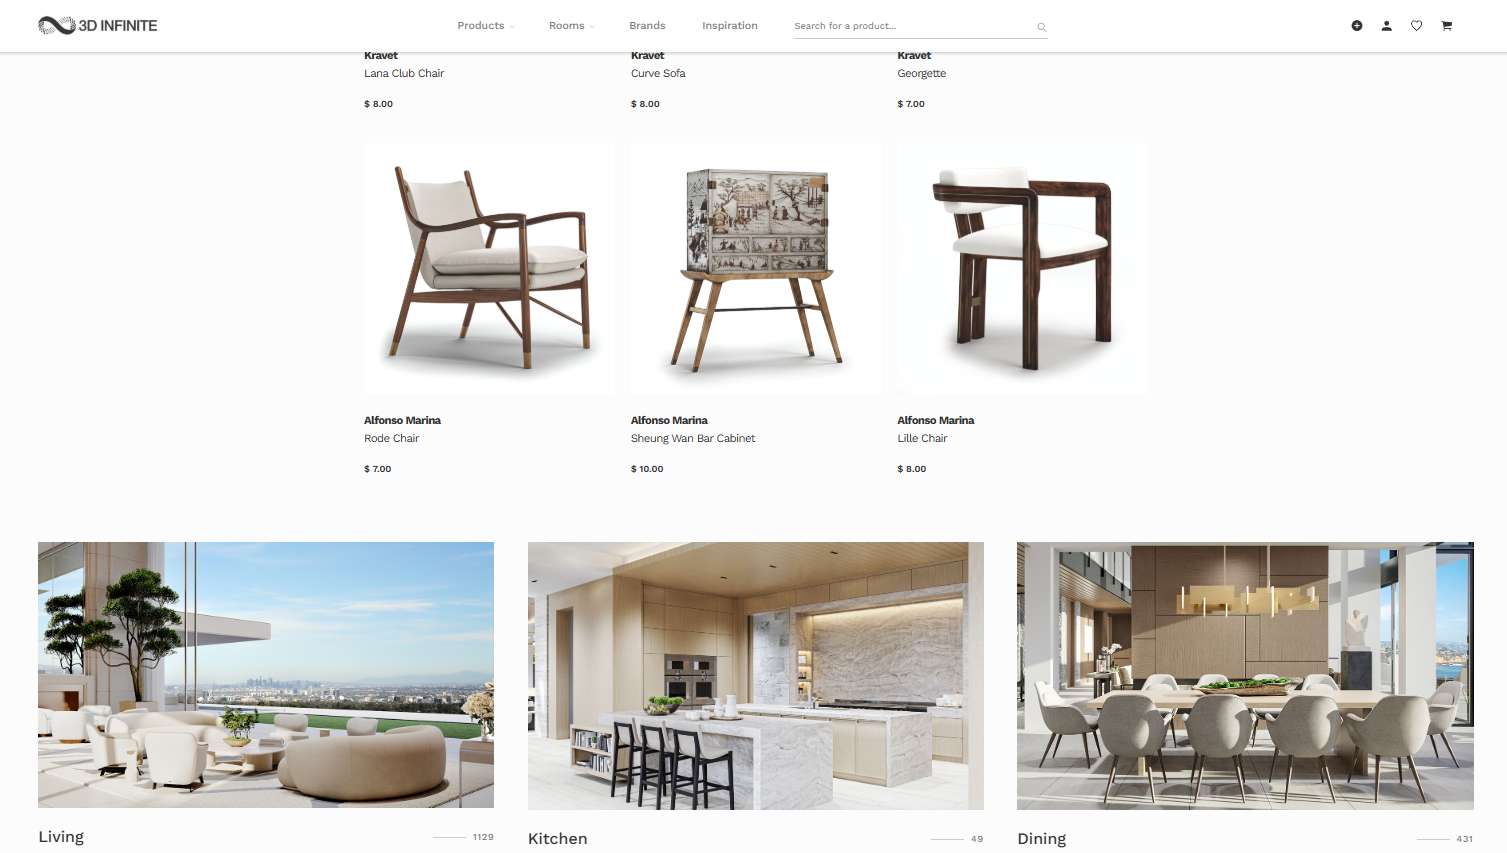 3D INFINITE
Products
Rooms
Brands
Inspiration
Search for a product...
Kravet
Lana Club Chair
$ 8.00
Kravet
Curve Sofa
$ 8.00
Kravet
Georgette
$ 7.00
Alfonso Marina
Rode Chair
$ 7.00
Alfonso Marina
Sheung Wan Bar Cabinet
$ 10.00
Alfonso Marina
Lille Chair
$ 8.00
Living
1129
Kitchen
49
Dining
431